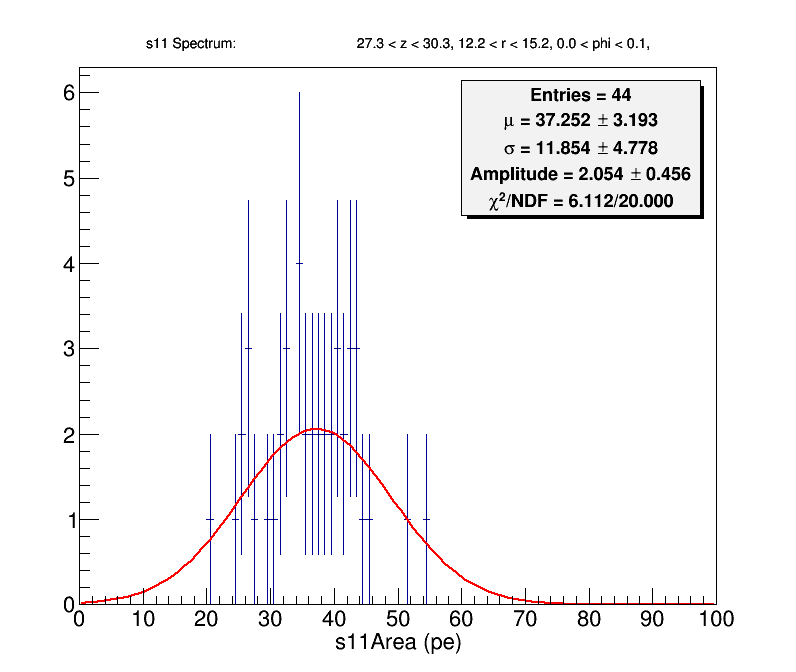 s11 Spectrum: 27.3 < z < 30.3, 12.2 < r < 15.2, 0.0 < phi < 0.1,
Entries = 44
μ = 37.252 ± 3.193
σ = 11.854 ± 4.778
Amplitude = 2.054 ± 0.456
χ²/NDF = 6.112/20.000
6
5
4
3
2
1
0
0 10 20 30 40 50 60 70 80 90 100
s11Area (pe)